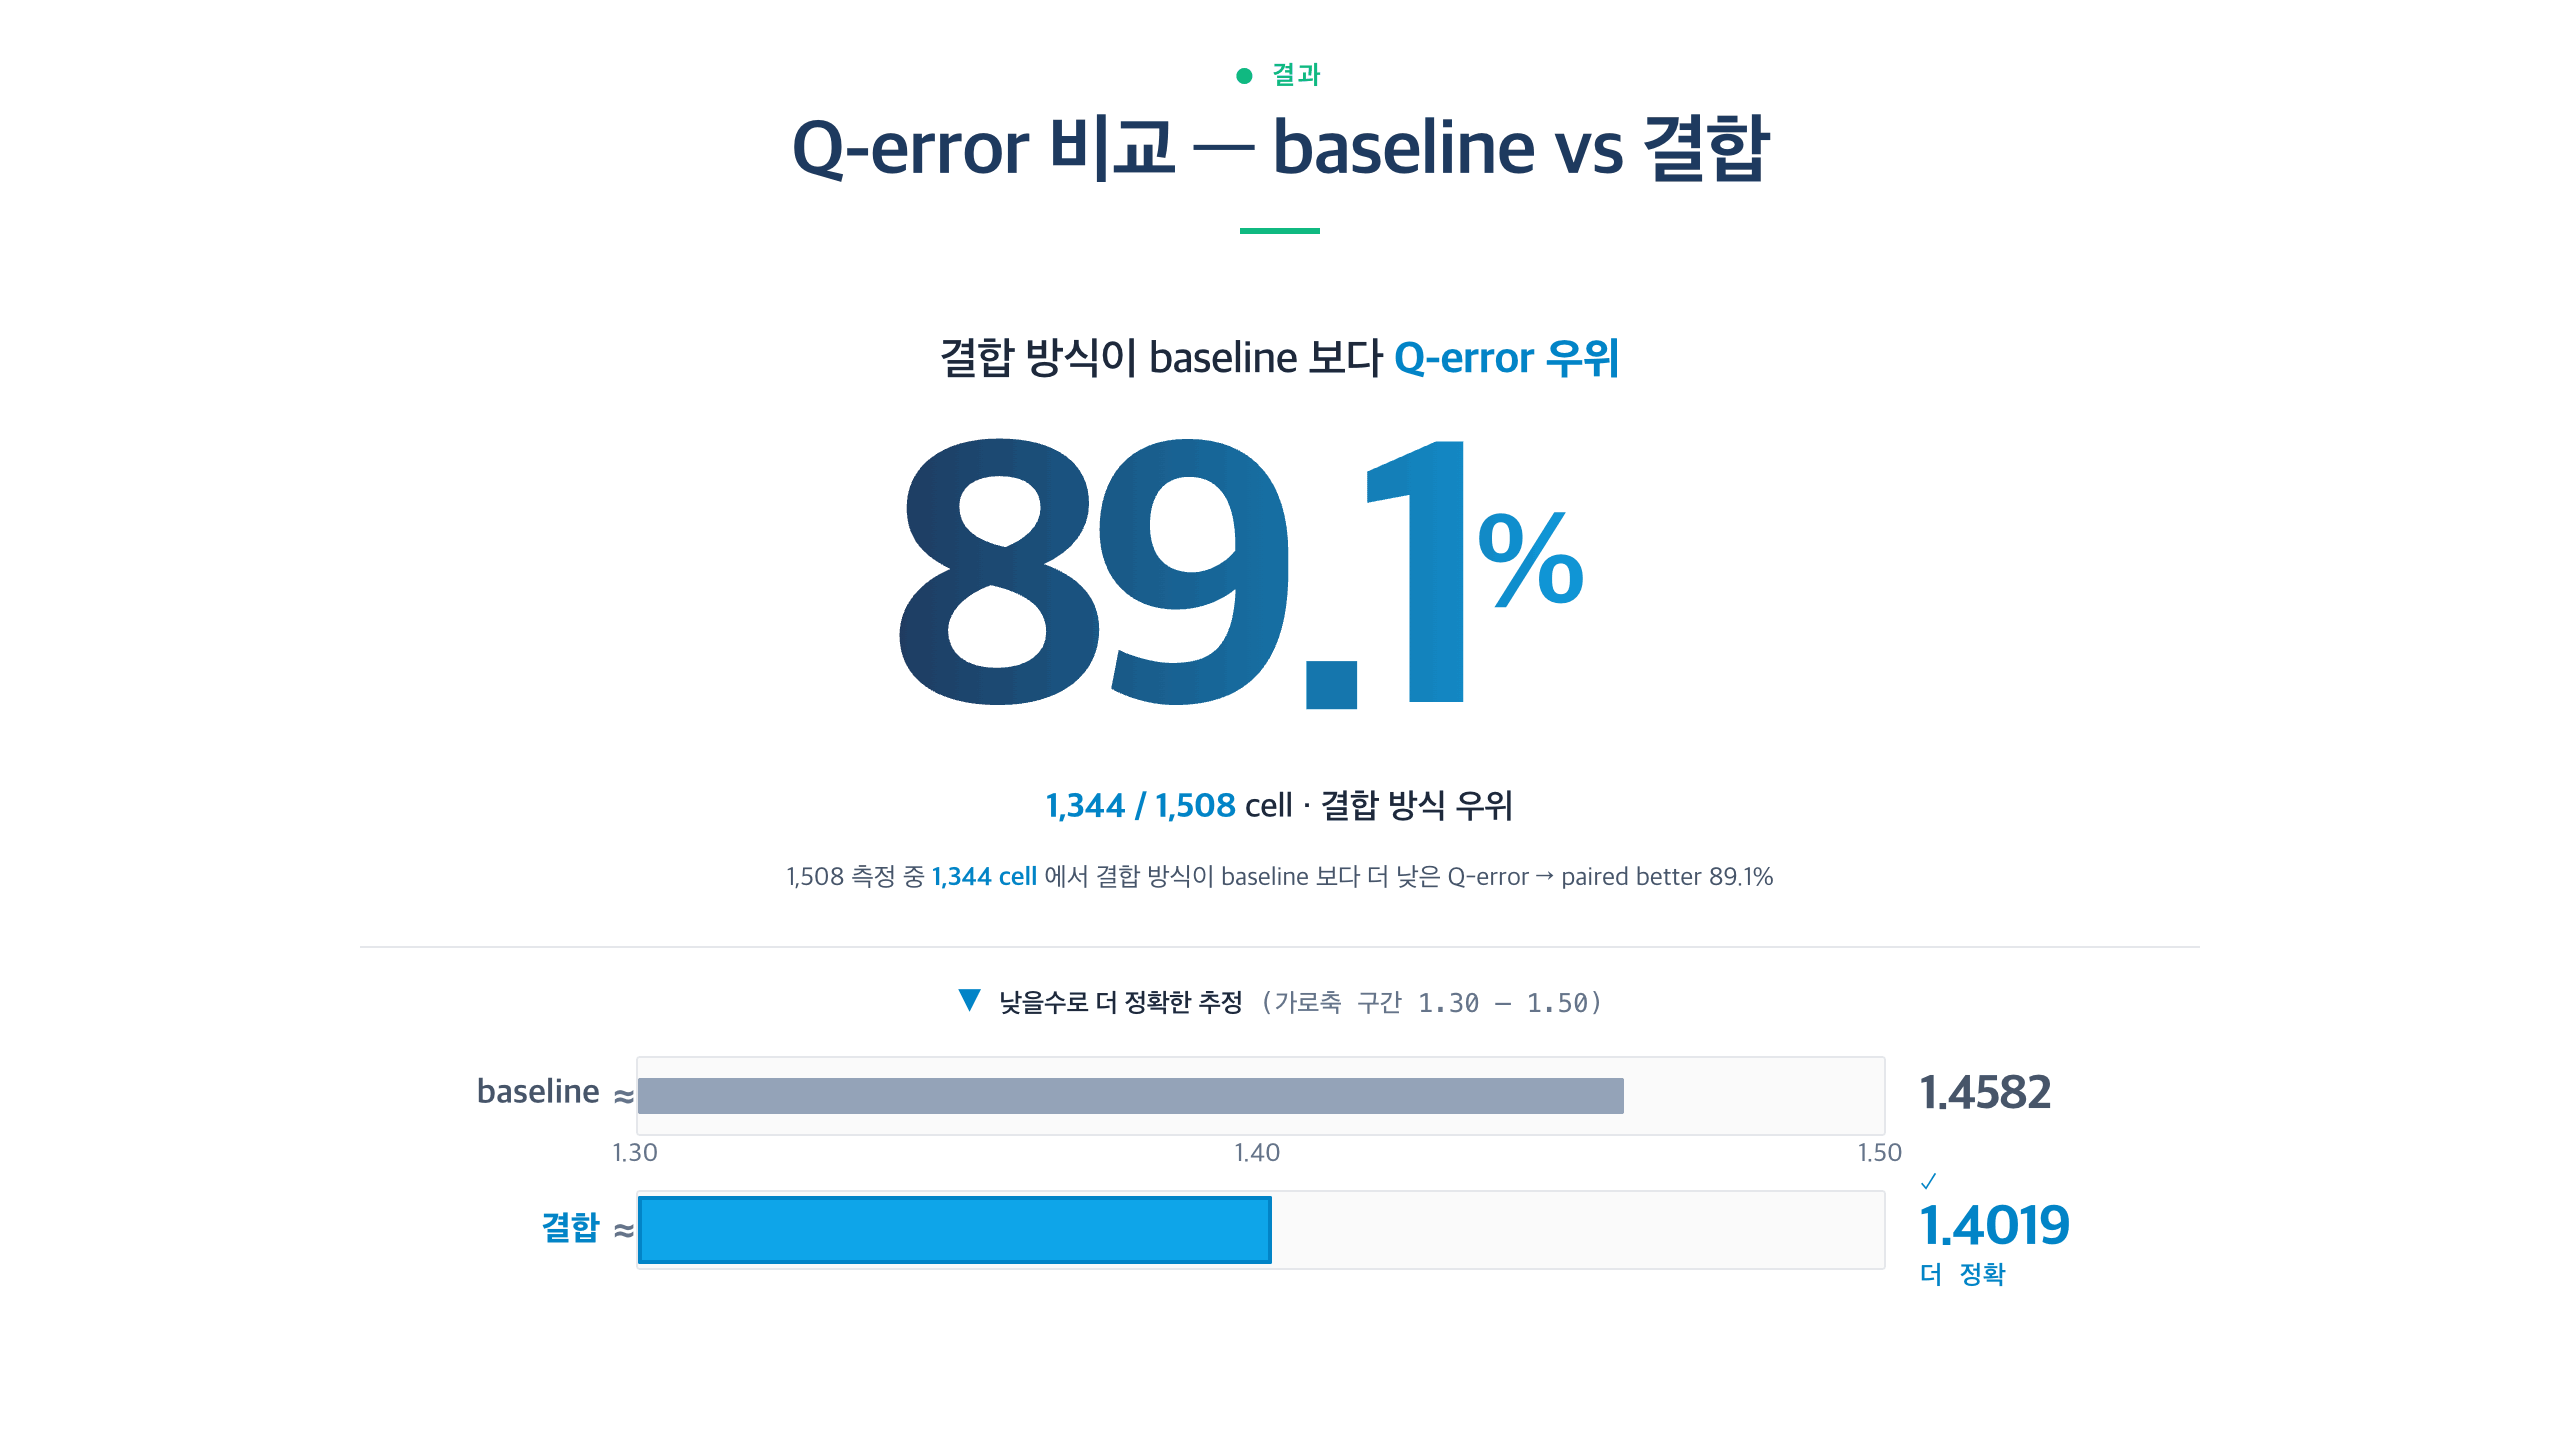 ● 결과
Q-error 비교 — baseline vs 결합
결합 방식이 baseline 보다 Q-error 우위
89.1%
1,344 / 1,508 cell · 결합 방식 우위
1,508 측정 중 1,344 cell 에서 결합 방식이 baseline 보다 더 낮은 Q-error → paired better 89.1%
▼ 낮을수로 더 정확한 추정 (가로축 구간 1.30 — 1.50)
baseline ≈ 1.4582
1.30 1.40 1.50
✓
결합 ≈ 1.4019
더 정확